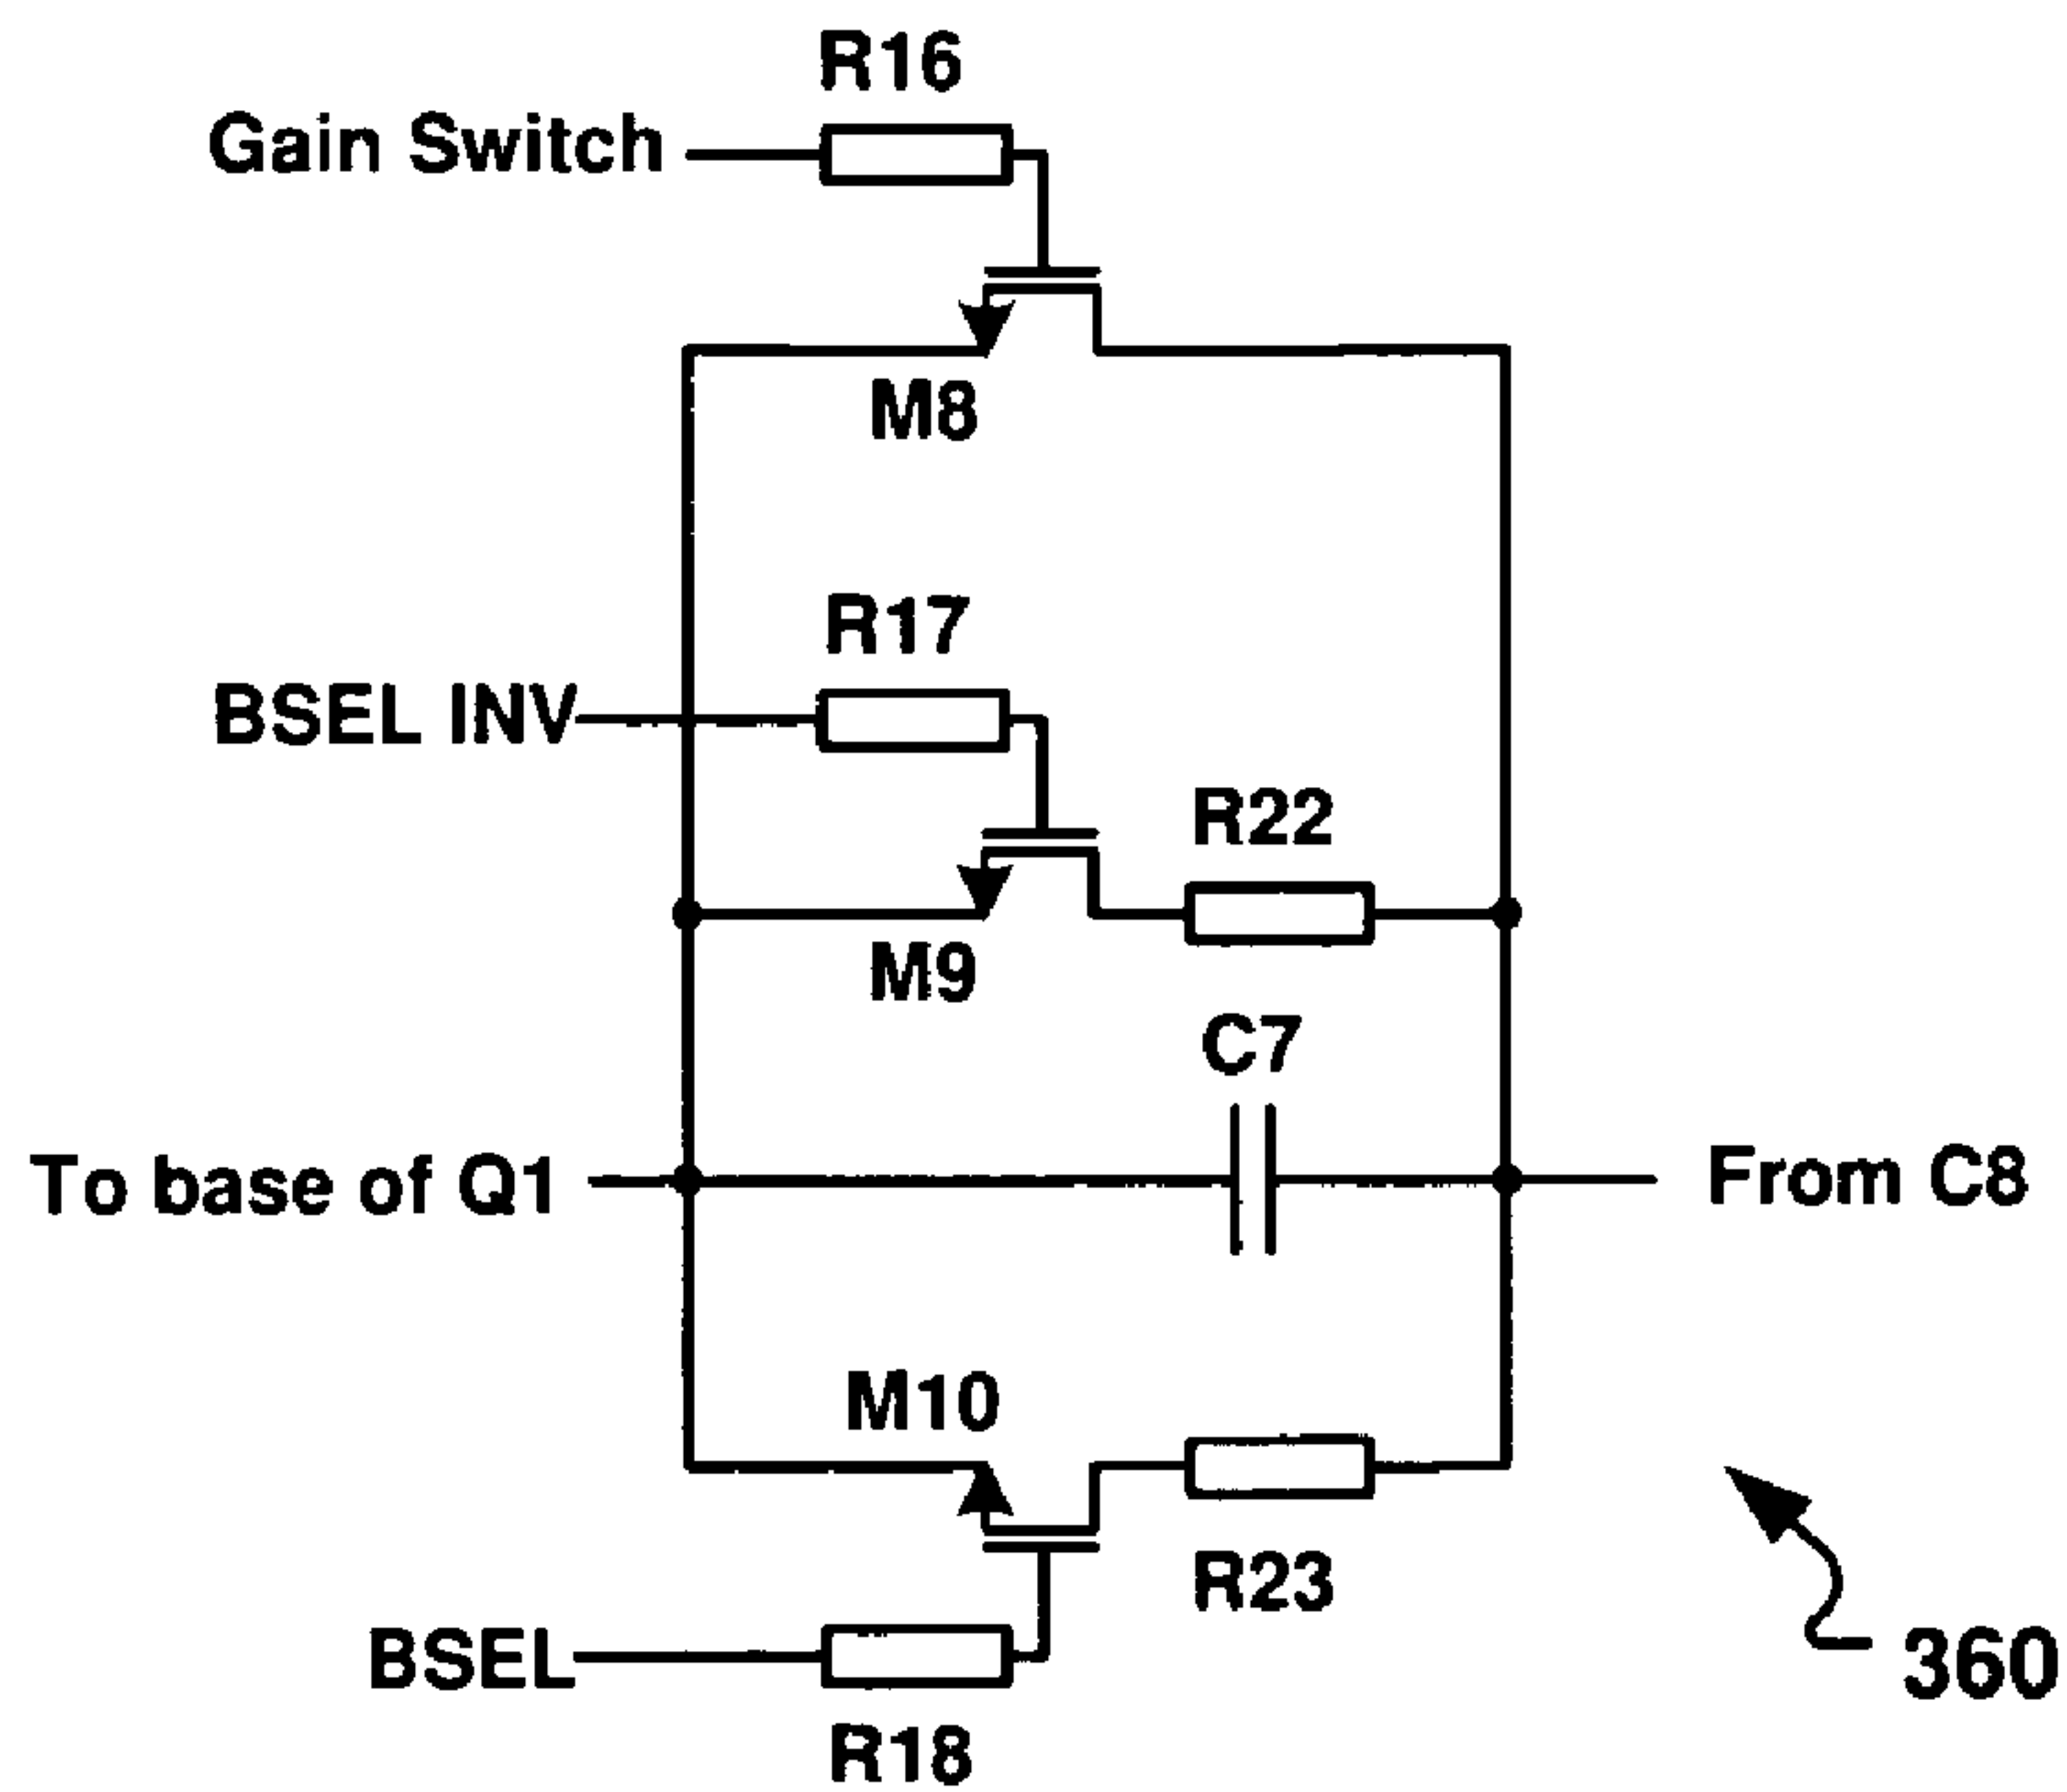 R16
Gain Switch
M8
R17
BSEL INV
R22
M9
C7
To base of Q1
From C8
M10
R23
BSEL
360
R18